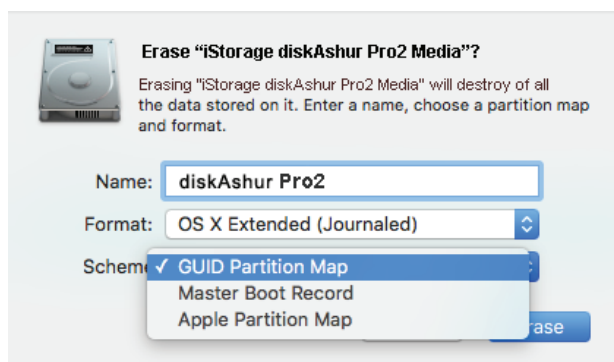 Erase “iStorage diskAshur Pro2 Media”?
Erasing "iStorage diskAshur Pro2 Media" will destroy of all
the data stored on it. Enter a name, choose a partition map
and format.
Name: diskAshur Pro2
Format: OS X Extended (Journaled)
Scheme ✓ GUID Partition Map
Master Boot Record
Apple Partition Map